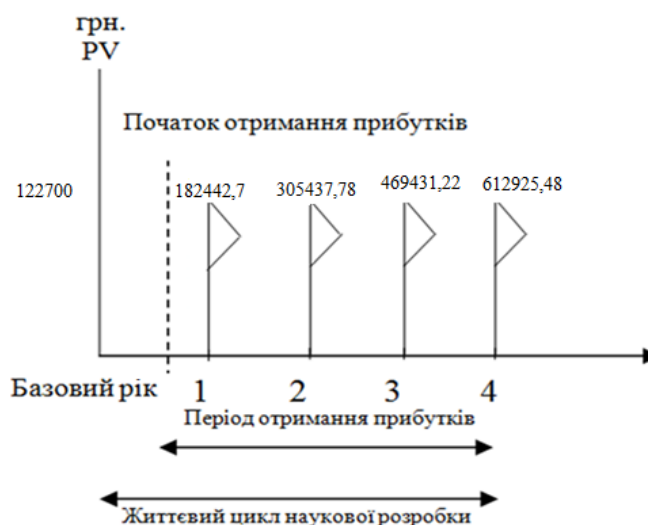 грн.
PV
Початок отримання прибутків
122700
182442,7
305437,78
469431,22
612925,48
Базовий рік 1 2 3 4
Період отримання прибутків
Життєвий цикл наукової розробки